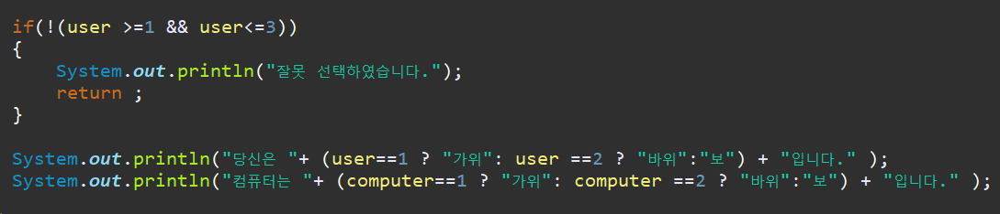 if(!(user >=1 && user<=3))
{
System.out.println("잘못 선택하였습니다.");
return ;
}
System.out.println("당신은 "+ (user==1 ? "가위": user ==2 ? "바위":"보") + "입니다." );
System.out.println("컴퓨터는 "+ (computer==1 ? "가위": computer ==2 ? "바위":"보") + "입니다." );